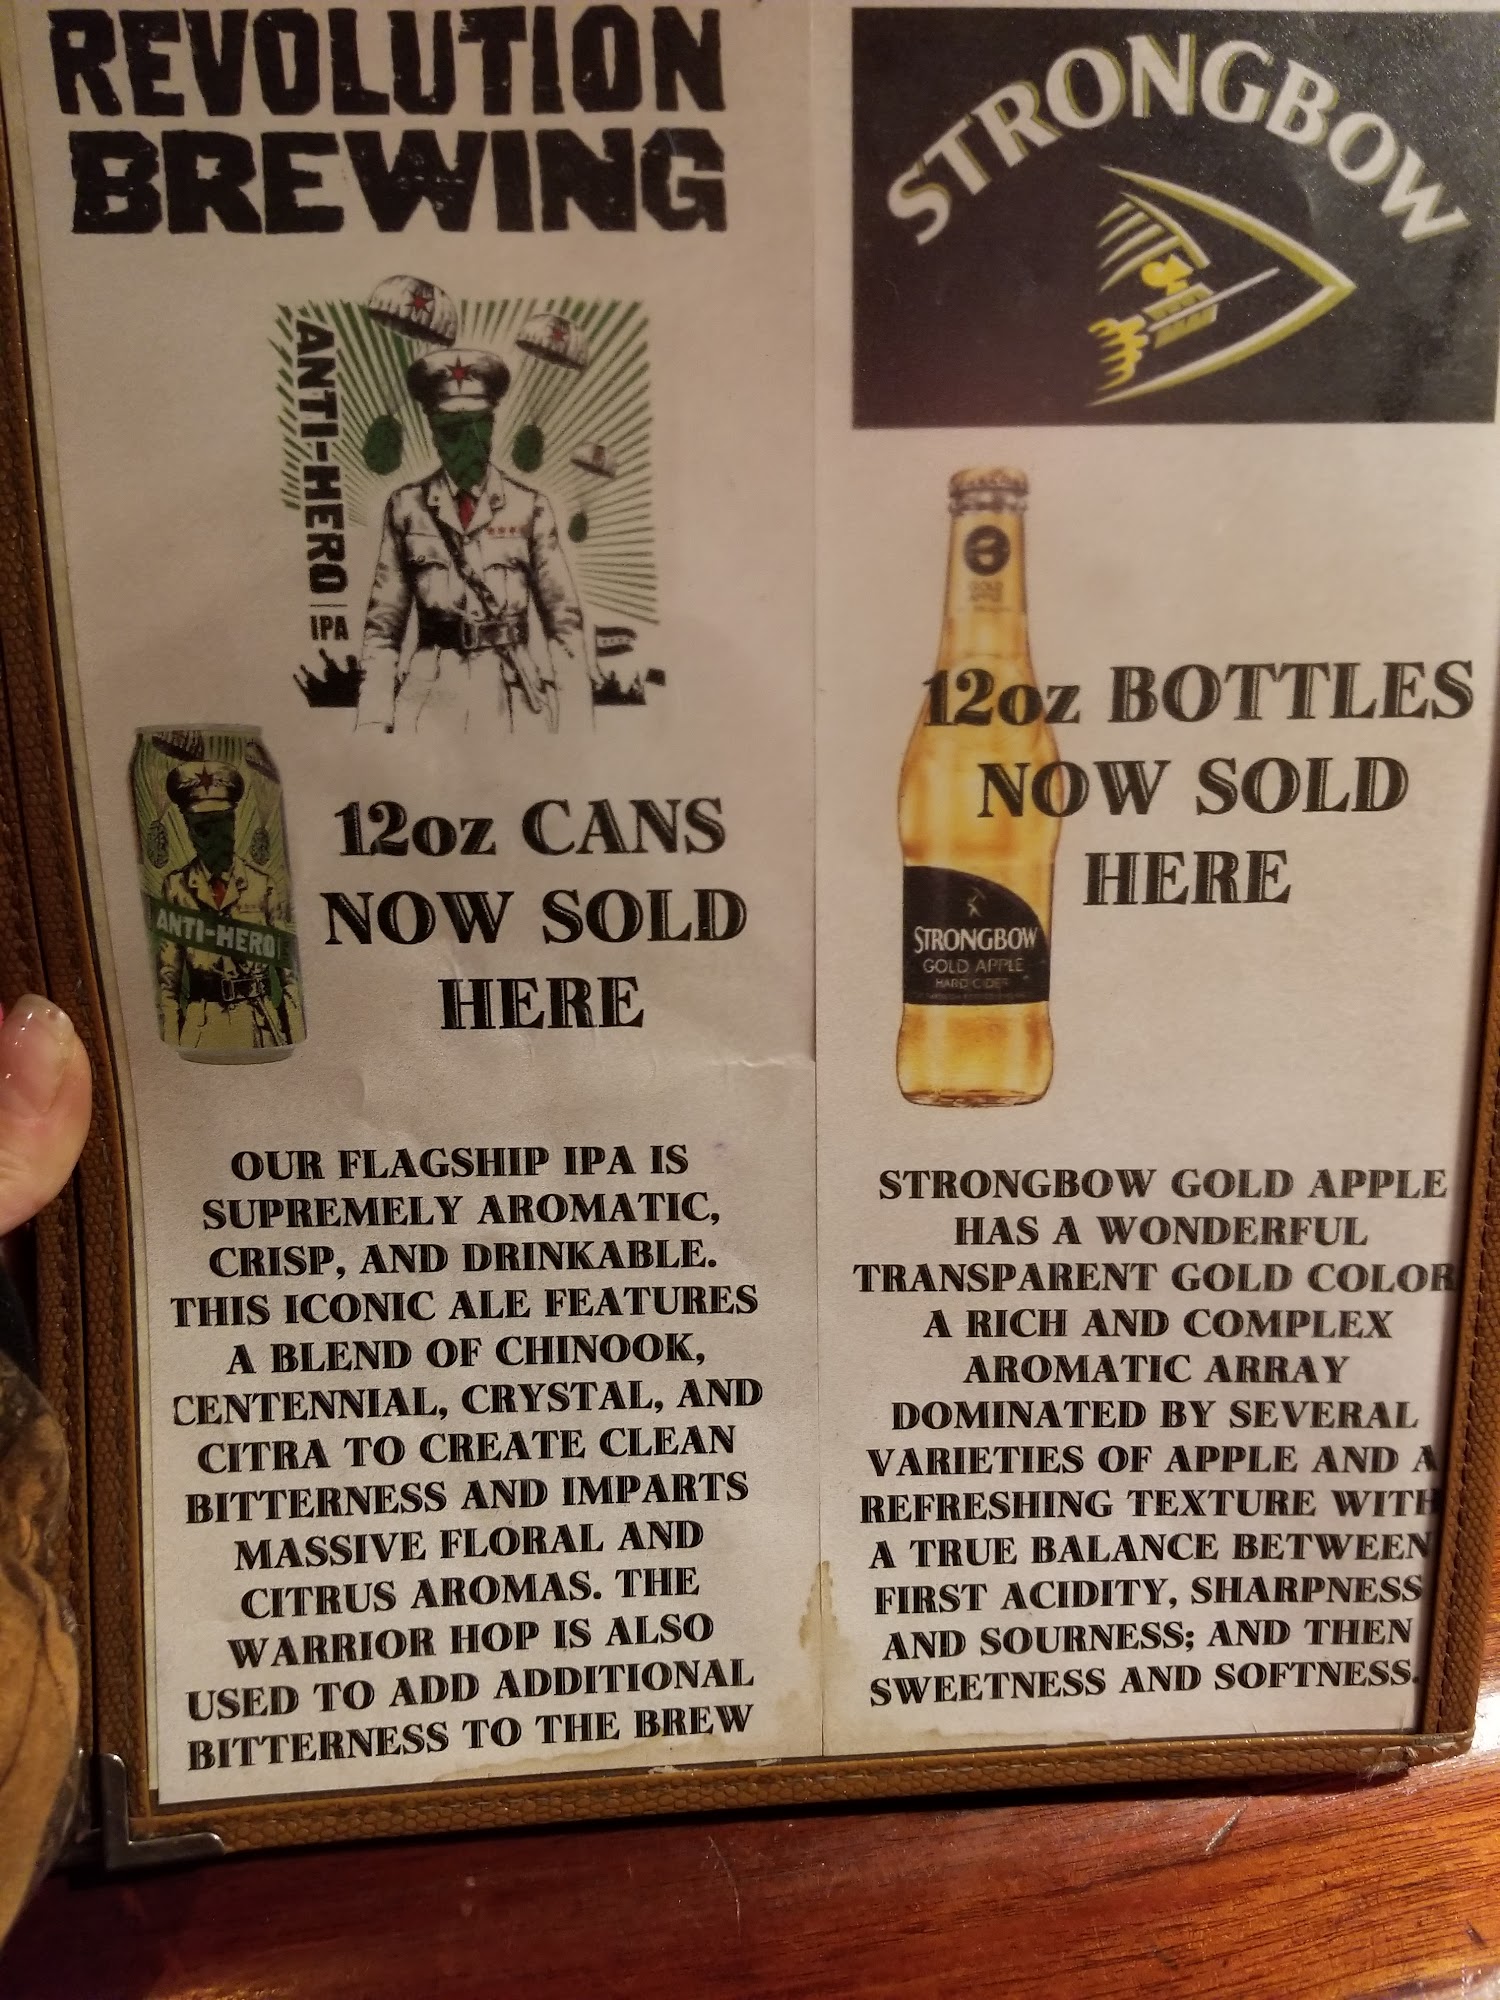 REVOLUTION
BREWING
ANTI-HERO
IPA
ANTI-HERO
12oz CANS
NOW SOLD
HERE
OUR FLAGSHIP IPA IS
SUPREMELY AROMATIC,
CRISP, AND DRINKABLE.
THIS ICONIC ALE FEATURES
A BLEND OF CHINOOK,
CENTENNIAL, CRYSTAL, AND
CITRA TO CREATE CLEAN
BITTERNESS AND IMPARTS
MASSIVE FLORAL AND
CITRUS AROMAS. THE
WARRIOR HOP IS ALSO
USED TO ADD ADDITIONAL
BITTERNESS TO THE BREW
STRONGBOW
12oz BOTTLES
NOW SOLD
HERE
STRONGBOW
GOLD APPLE
HARD CIDER
STRONGBOW GOLD APPLE
HAS A WONDERFUL
TRANSPARENT GOLD COLOR
A RICH AND COMPLEX
AROMATIC ARRAY
DOMINATED BY SEVERAL
VARIETIES OF APPLE AND A
REFRESHING TEXTURE WITH
A TRUE BALANCE BETWEEN
FIRST ACIDITY, SHARPNESS
AND SOURNESS; AND THEN
SWEETNESS AND SOFTNESS.